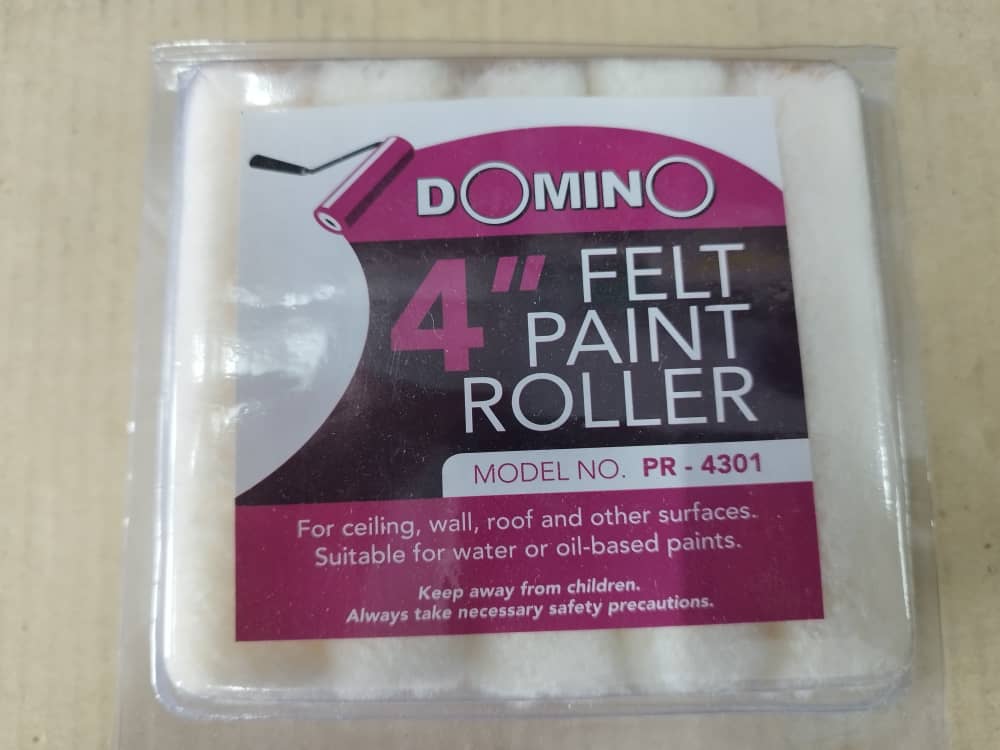 DOMINO
4" FELT
PAINT
ROLLER
MODEL NO. PR - 4301
For ceiling, wall, roof and other surfaces.
Suitable for water or oil-based paints.
Keep away from children.
Always take necessary safety precautions.